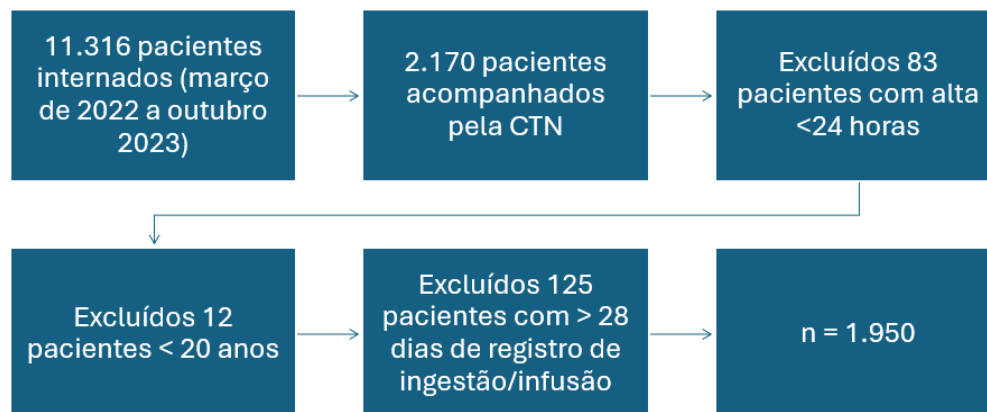 11.316 pacientes
internados (março
de 2022 a outubro
2023)
2.170 pacientes
acompanhados
pela CTN
Excluídos 83
pacientes com alta
<24 horas
Excluídos 12
pacientes < 20 anos
Excluídos 125
pacientes com > 28
dias de registro de
ingestão/infusão
n = 1.950